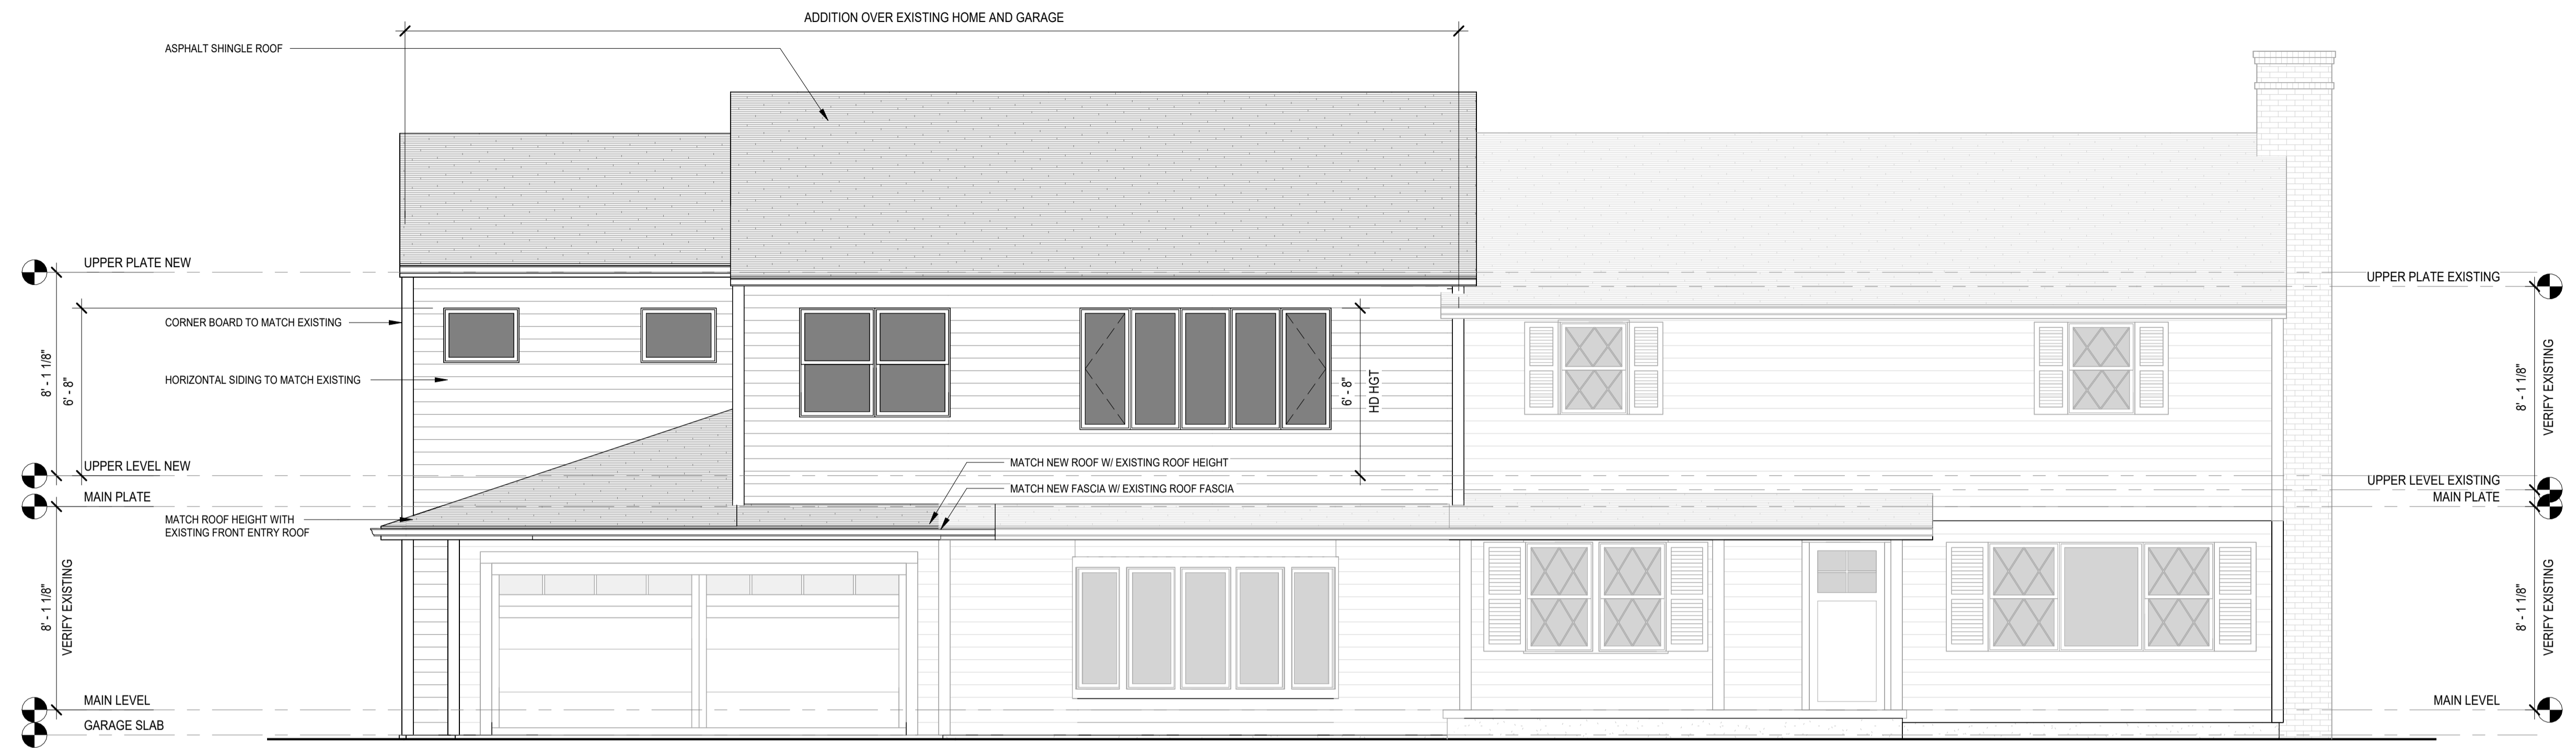 ADDITION OVER EXISTING HOME AND GARAGE
ASPHALT SHINGLE ROOF
UPPER PLATE NEW
UPPER PLATE EXISTING
CORNER BOARD TO MATCH EXISTING
HORIZONTAL SIDING TO MATCH EXISTING
8' - 1 1/8"
6' - 8"
6' - 8"
HD HGT
8' - 1 1/8"
VERIFY EXISTING
UPPER LEVEL NEW
MATCH NEW ROOF W/ EXISTING ROOF HEIGHT
UPPER LEVEL EXISTING
MAIN PLATE
MATCH NEW FASCIA W/ EXISTING ROOF FASCIA
MAIN PLATE
MATCH ROOF HEIGHT WITH
EXISTING FRONT ENTRY ROOF
8' - 1 1/8"
VERIFY EXISTING
8' - 1 1/8"
VERIFY EXISTING
MAIN LEVEL
MAIN LEVEL
GARAGE SLAB